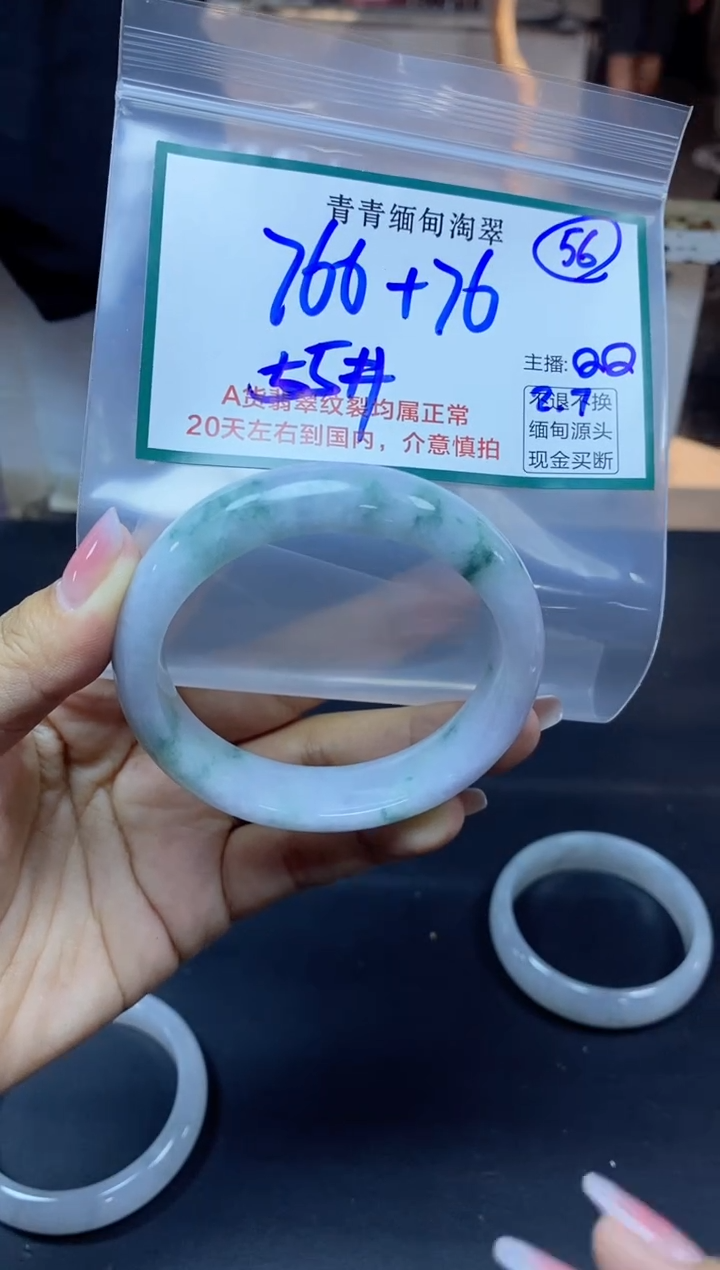 青青缅甸淘翠
56
766+76
主播: QQ
2.7
A货翡翠纹裂均属正常
20天左右到国内，介意慎拍
不退不换
缅甸源头
现金买断